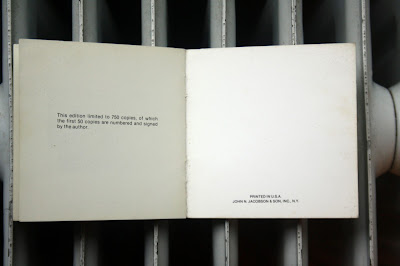 This edition limited to 750 copies, of which
the first 50 copies are numbered and signed
by the author.
PRINTED IN U.S.A.
JOHN N. JACOBSON & SON, INC., N.Y.